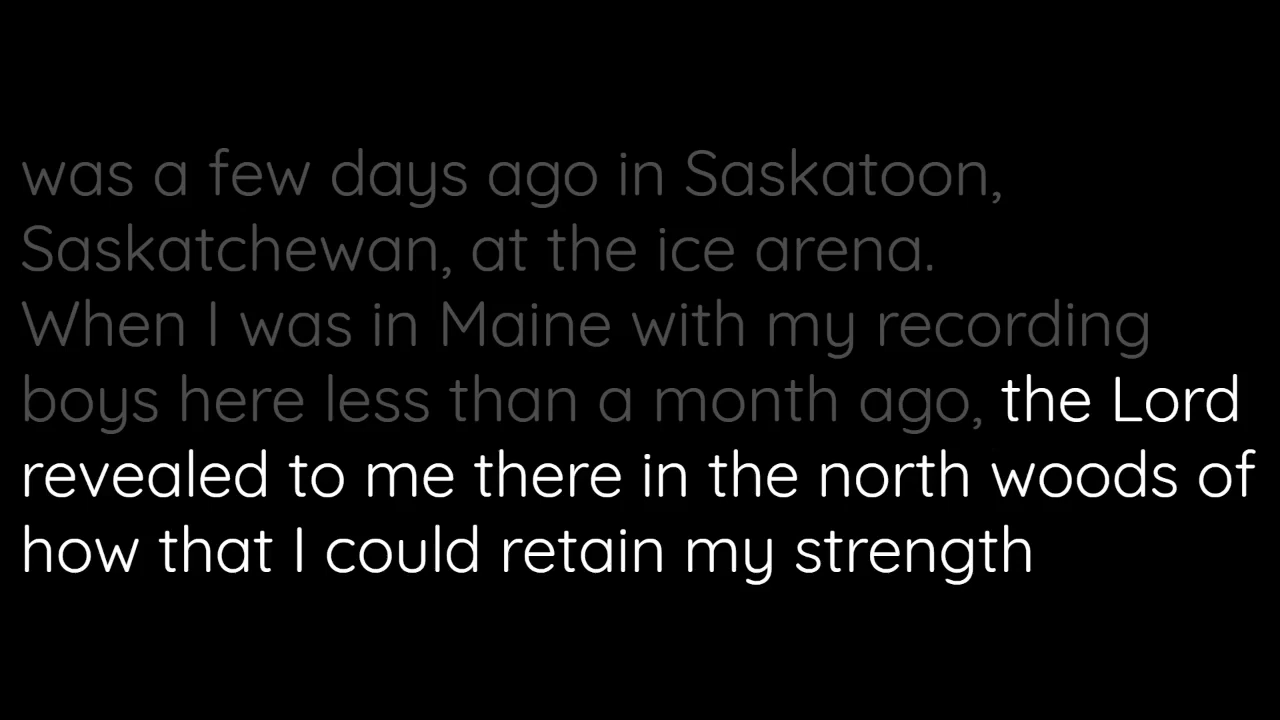 was a few days ago in Saskatoon,
Saskatchewan, at the ice arena.
When I was in Maine with my recording
boys here less than a month ago, the Lord
revealed to me there in the north woods of
how that I could retain my strength